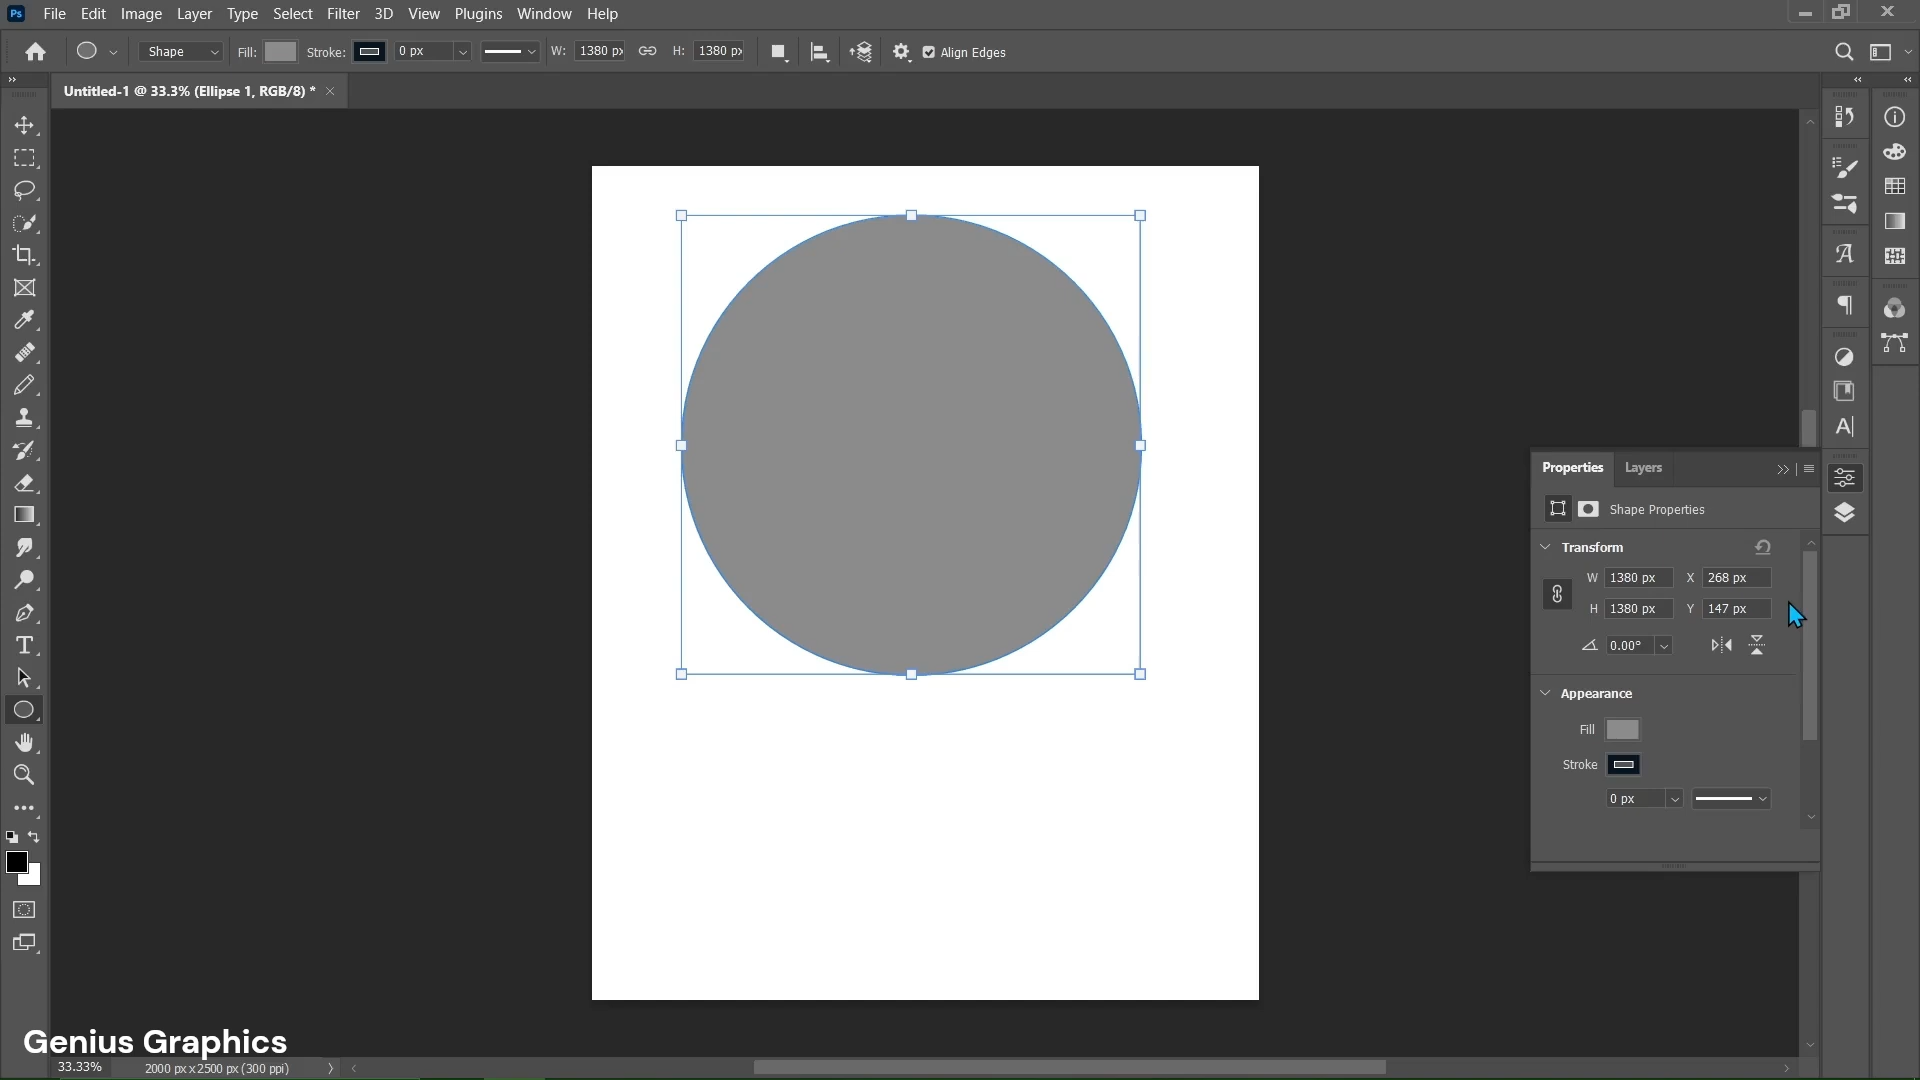 Ps File Edit Image Layer Type Select Filter 3D View Plugins Window Help
Shape Fill: Stroke: 0 px W: 1380 px H: 1380 px Align Edges
Untitled-1 @ 33.3% (Ellipse 1, RGB/8) *
Properties Layers
Shape Properties
Transform
W 1380 px X 268 px
H 1380 px Y 147 px
0.00°
Appearance
Fill
Stroke
0 px
Genius Graphics
33.33% 2000 px x 2500 px (300 ppi)